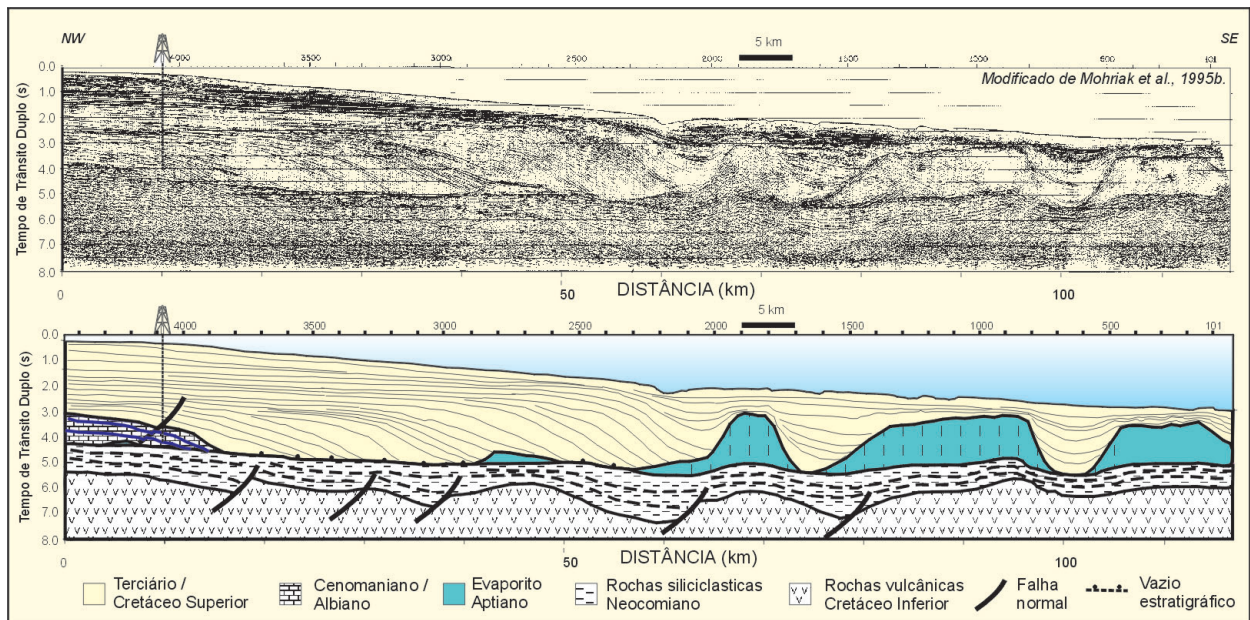 NW
5 km
SE
4000 3500 3000 2500 2000 1500 1000 500 101
Modificado de Mohriak et al., 1995b.
Tempo de Trânsito Duplo (s)
0.0
1.0
2.0
3.0
4.0
5.0
6.0
7.0
8.0
0 50 100
DISTÂNCIA (km)
5 km
4000 3500 3000 2500 2000 1500 1000 500 101
Tempo de Trânsito Duplo (s)
0.0
1.0
2.0
3.0
4.0
5.0
6.0
7.0
8.0
0 50 100
DISTÂNCIA (km)
Terciário /
Cretáceo Superior
Cenomaniano /
Albiano
Evaporito
Aptiano
Rochas siliciclasticas
Neocomiano
Rochas vulcânicas
Cretáceo Inferior
Falha
normal
Vazio
estratigráfico